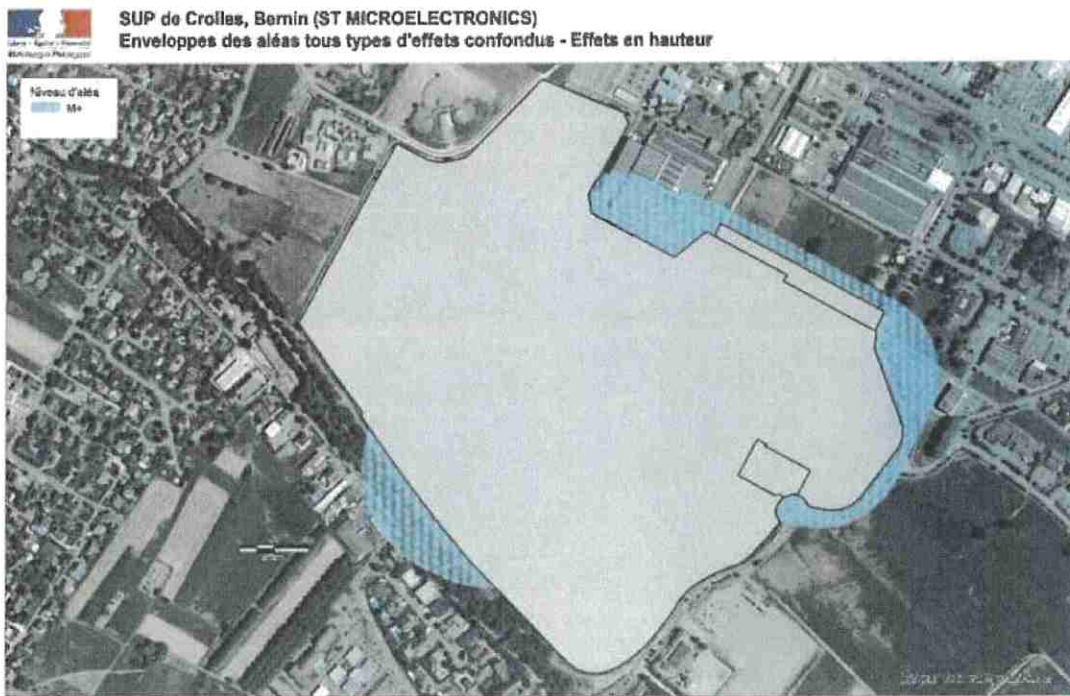 SUP de Crolles, Bernin (ST MICROELECTRONICS)
Enveloppes des aléas tous types d'effets confondus - Effets en hauteur
Niveau d'aléa
M+